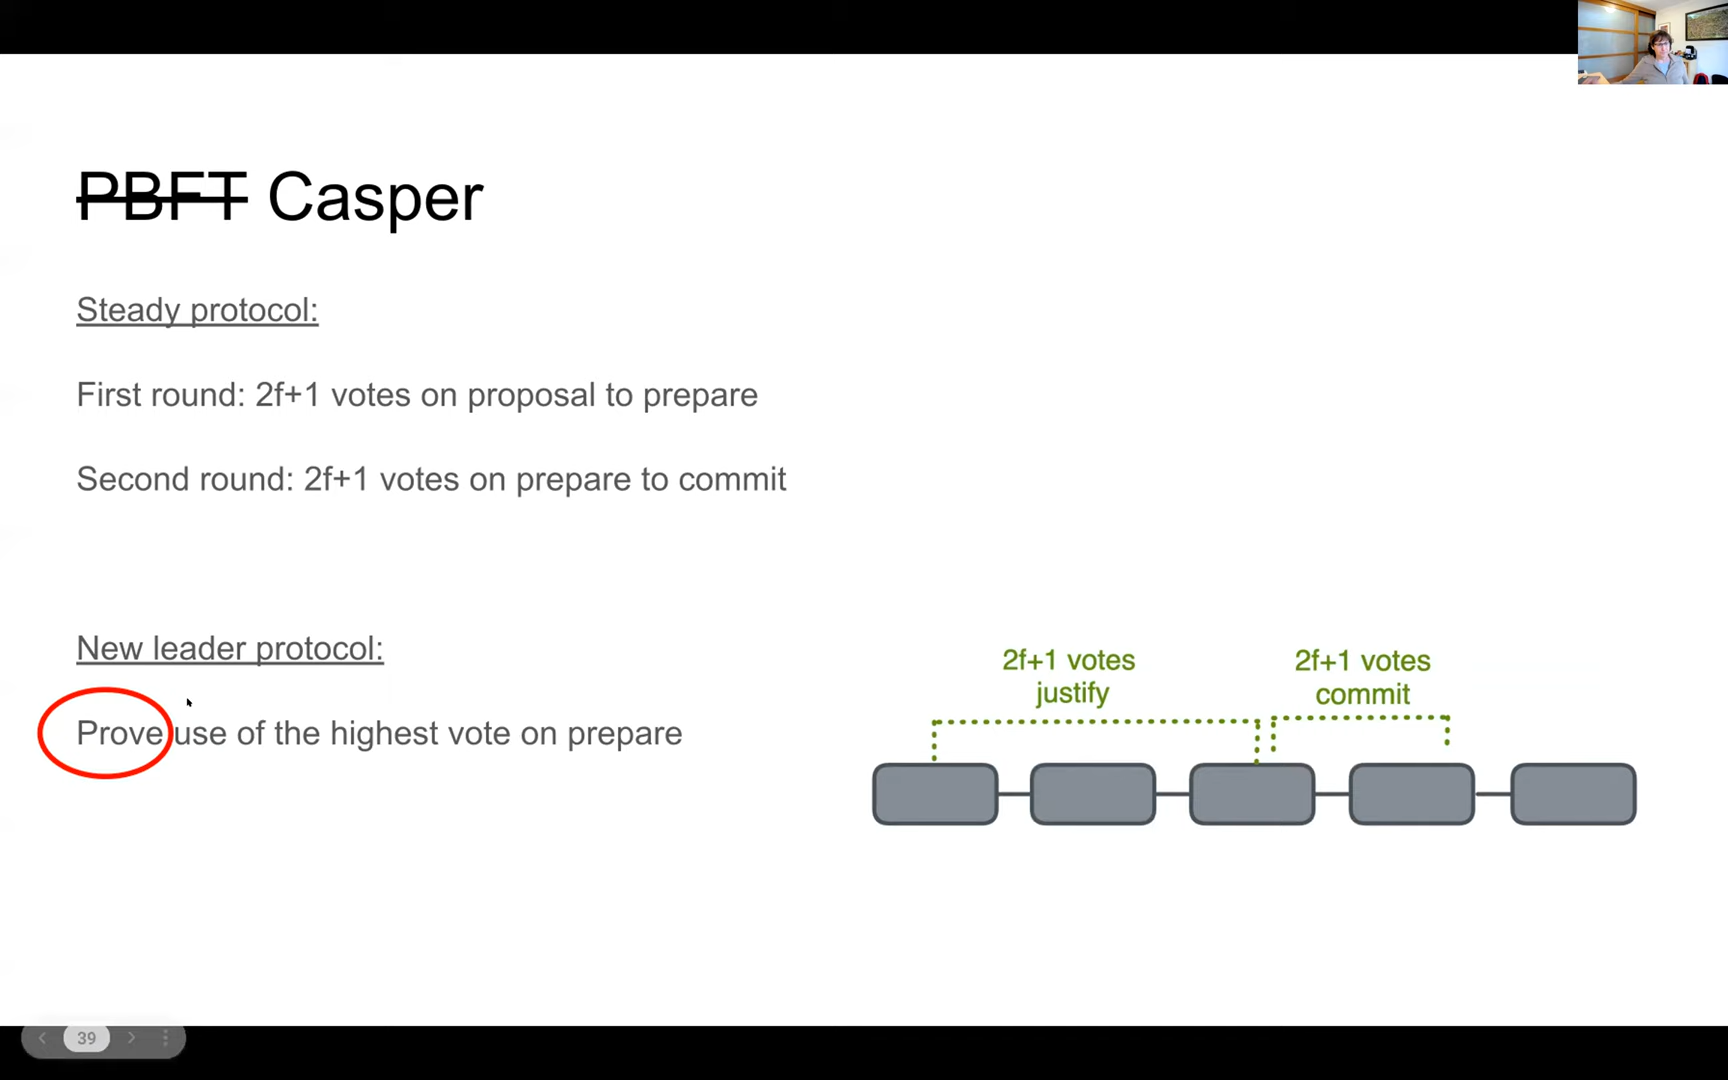 PBFT Casper
Steady protocol:
First round: 2f+1 votes on proposal to prepare
Second round: 2f+1 votes on prepare to commit
New leader protocol:
Prove use of the highest vote on prepare
2f+1 votes
justify
2f+1 votes
commit
39